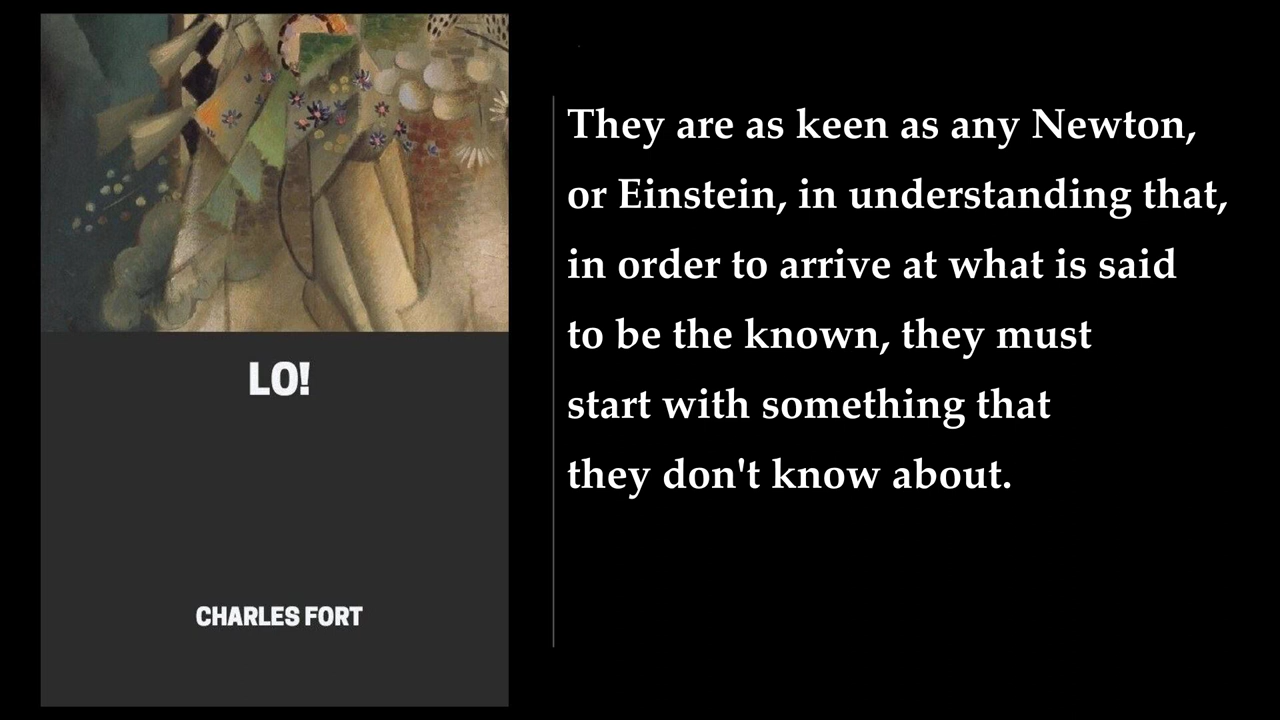 LO!
CHARLES FORT
They are as keen as any Newton,
or Einstein, in understanding that,
in order to arrive at what is said
to be the known, they must
start with something that
they don't know about.